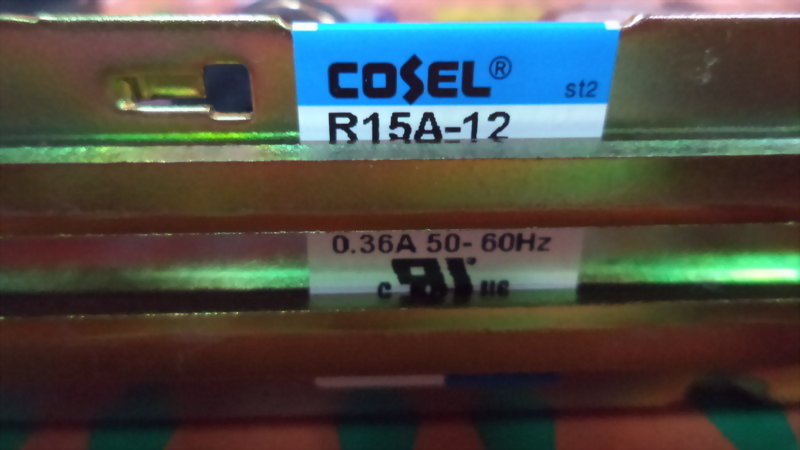 COSEL®
st2
R15A-12
0.36A 50- 60Hz
c us